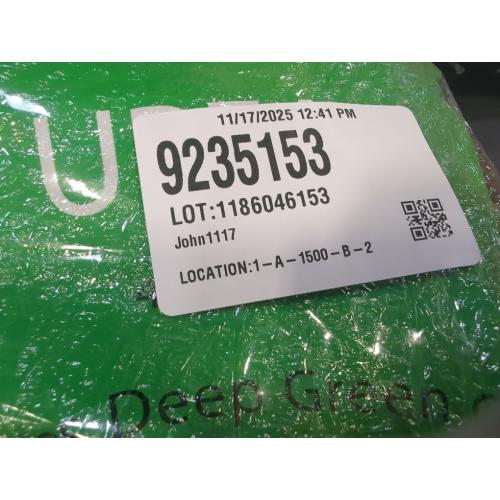 11/17/2025 12:41 PM
9235153
LOT:1186046153
John1117
LOCATION:1-A-1500-B-2
Deep Green